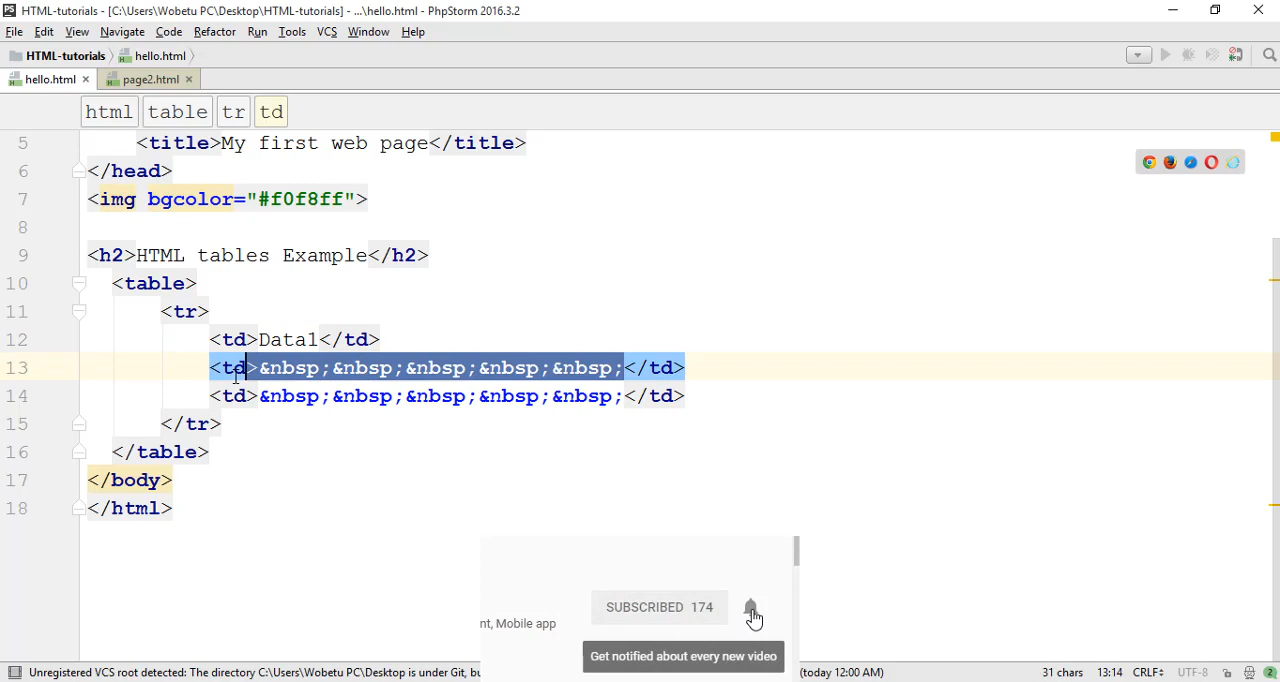 PS HTML-tutorials - [C:\Users\Wobetu PC\Desktop\HTML-tutorials] - ...\hello.html - PhpStorm 2016.3.2
File Edit View Navigate Code Refactor Run Tools VCS Window Help
HTML-tutorials hello.html
hello.html page2.html
html table tr td
5 <title>My first web page</title>
6 </head>
7 <img bgcolor="#f0f8ff">
8
9 <h2>HTML tables Example</h2>
10 <table>
11 <tr>
12 <td>Data1</td>
13 <td>&nbsp;&nbsp;&nbsp;&nbsp;&nbsp;</td>
14 <td>&nbsp;&nbsp;&nbsp;&nbsp;&nbsp;</td>
15 </tr>
16 </table>
17 </body>
18 </html>
SUBSCRIBED 174
nt, Mobile app
Get notified about every new video
Unregistered VCS root detected: The directory C:\Users\Wobetu PC\Desktop is under Git, bu (today 12:00 AM) 31 chars 13:14 CRLF UTF-8 2